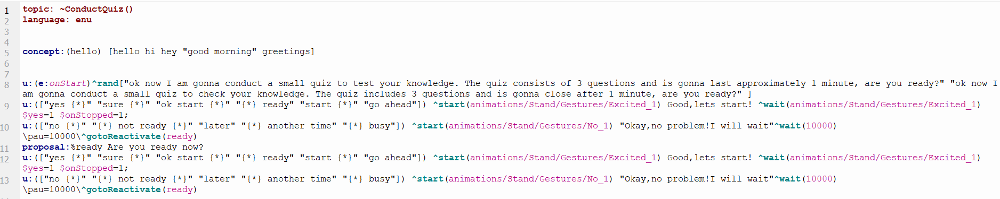 1 topic: ~ConductQuiz()
2 language: enu
3
4
5 concept:(hello) [hello hi hey "good morning" greetings]
6
7
8 u:(e:onStart)^rand["ok now I am gonna conduct a small quiz to test your knowledge. The quiz consists of 3 questions and is gonna last approximately 1 minute, are you ready?" "ok now I
am gonna conduct a small quiz to check your knowledge. The quiz includes 3 questions and is gonna close after 1 minute, are you ready?" ]
9 u:(["yes {*}" "sure {*}" "ok start {*}" "{*} ready" "start {*}" "go ahead"]) ^start(animations/Stand/Gestures/Excited_1) Good,lets start! ^wait(animations/Stand/Gestures/Excited_1)
$yes=1 $onStopped=1;
10 u:(["no {*}" "{*} not ready {*}" "later" "{*} another time" "{*} busy"]) ^start(animations/Stand/Gestures/No_1) "Okay,no problem!I will wait"^wait(10000)
\pau=10000\^gotoReactivate(ready)
11 proposal:%ready Are you ready now?
12 u:(["yes {*}" "sure {*}" "ok start {*}" "{*} ready" "start {*}" "go ahead"]) ^start(animations/Stand/Gestures/Excited_1) Good,lets start! ^wait(animations/Stand/Gestures/Excited_1)
$yes=1 $onStopped=1;
13 u:(["no {*}" "{*} not ready {*}" "later" "{*} another time" "{*} busy"]) ^start(animations/Stand/Gestures/No_1) "Okay,no problem!I will wait"^wait(10000)
\pau=10000\^gotoReactivate(ready)